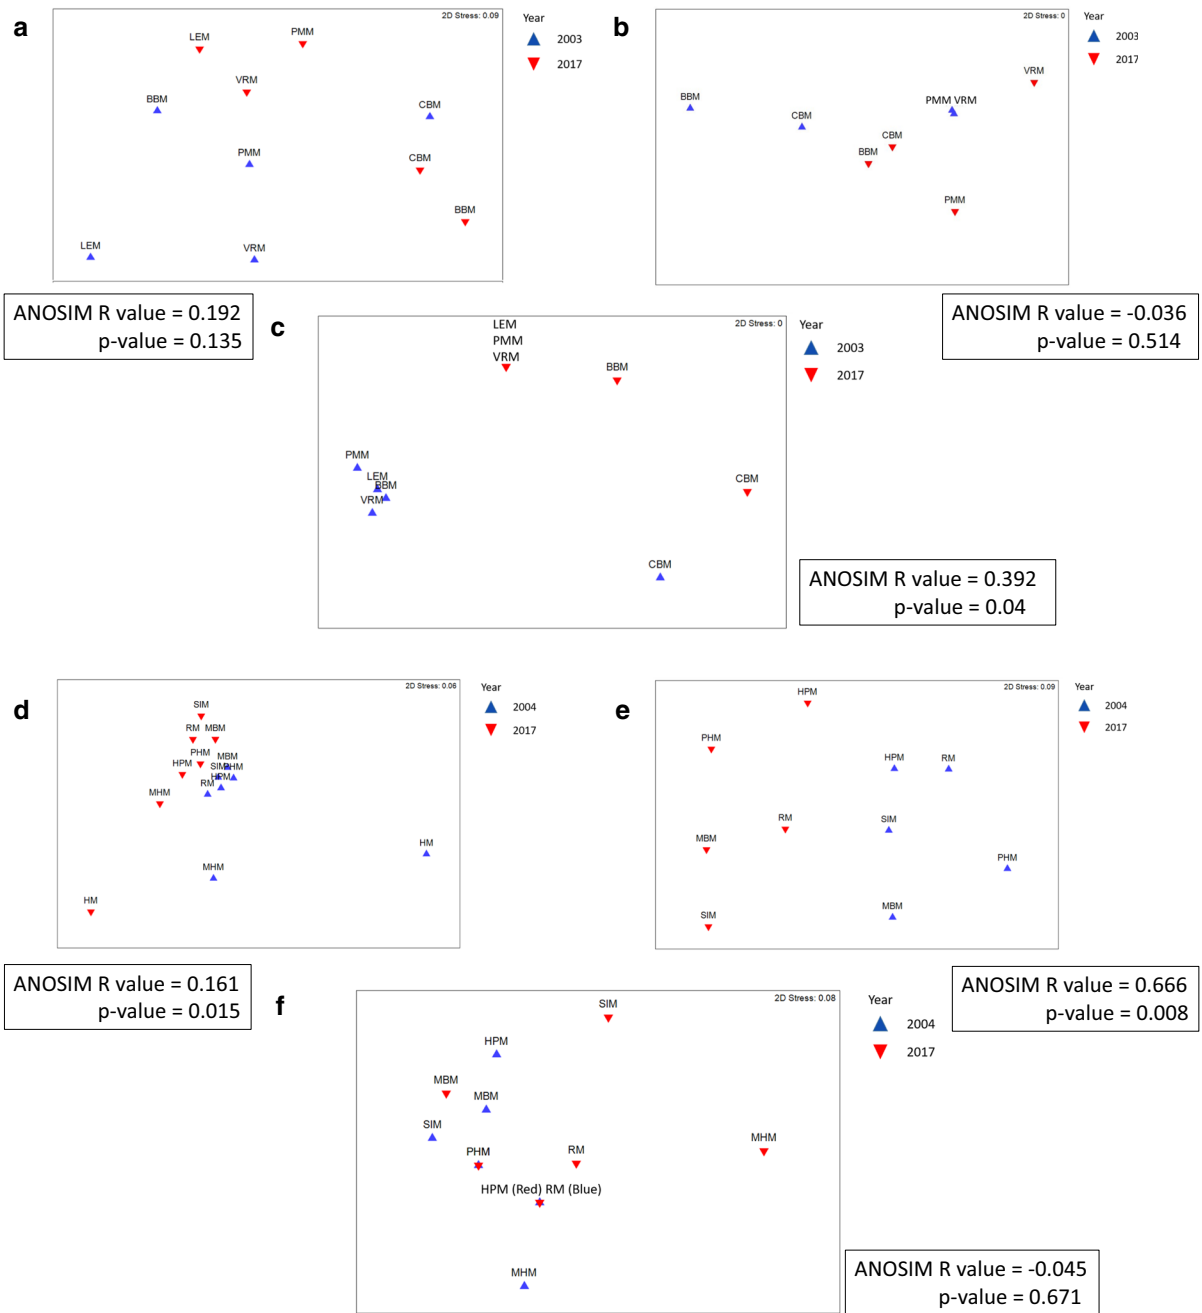 a
2D Stress: 0.09
Year
2003
2017
LEM
PMM
VRM
BBM
CBM
PMM
CBM
BBM
LEM
VRM
ANOSIM R value = 0.192
p-value = 0.135
b
2D Stress: 0
Year
2003
2017
VRM
BBM
PMM VRM
CBM
CBM
BBM
PMM
ANOSIM R value = -0.036
p-value = 0.514
c
2D Stress: 0
Year
2003
2017
LEM
PMM
VRM
BBM
PMM
LEM
BBM
VRM
CBM
CBM
ANOSIM R value = 0.392
p-value = 0.04
d
2D Stress: 0.06
Year
2004
2017
SIM
RM MBM
PHM
MBM
HPM
SIM
PHM
HPM
RM
MHM
HM
MHM
HM
ANOSIM R value = 0.161
p-value = 0.015
e
2D Stress: 0.09
Year
2004
2017
HPM
PHM
HPM
RM
RM
SIM
MBM
PHM
MBM
SIM
ANOSIM R value = 0.666
p-value = 0.008
f
2D Stress: 0.08
Year
2004
2017
SIM
HPM
MBM
MBM
SIM
PHM
RM
MHM
HPM (Red) RM (Blue)
MHM
ANOSIM R value = -0.045
p-value = 0.671